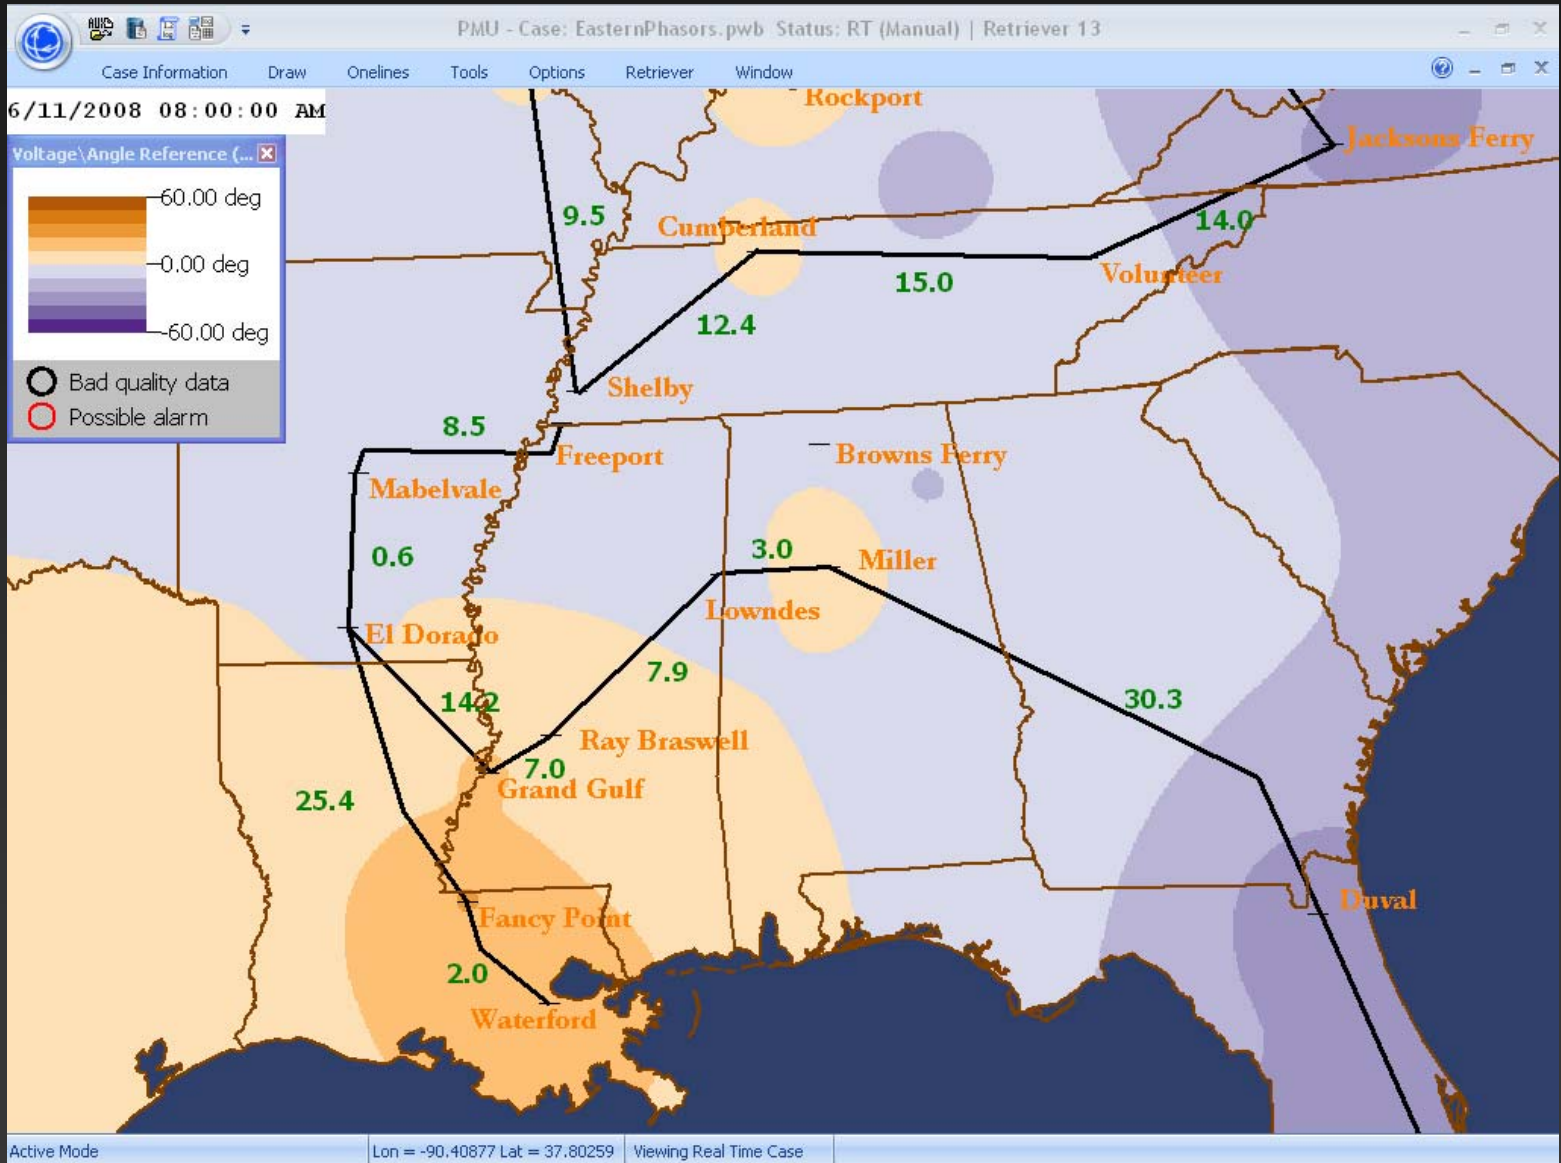 PMU - Case: EasternPhasors.pwb Status: RT (Manual) | Retriever 13
Case Information Draw Onelines Tools Options Retriever Window
6/11/2008 08:00:00 AM
Voltage\Angle Reference (...
60.00 deg
0.00 deg
-60.00 deg
Bad quality data
Possible alarm
Rockport
Jacksons Ferry
9.5
Cumberland
14.0
Volunteer
15.0
12.4
Shelby
8.5
Freeport
Browns Ferry
Mabelvale
0.6
3.0
Miller
Lowndes
El Dorado
7.9
14.2
30.3
Ray Braswell
7.0
Grand Gulf
25.4
Duval
Fancy Point
2.0
Waterford
Active Mode
Lon = -90.40877 Lat = 37.80259
Viewing Real Time Case